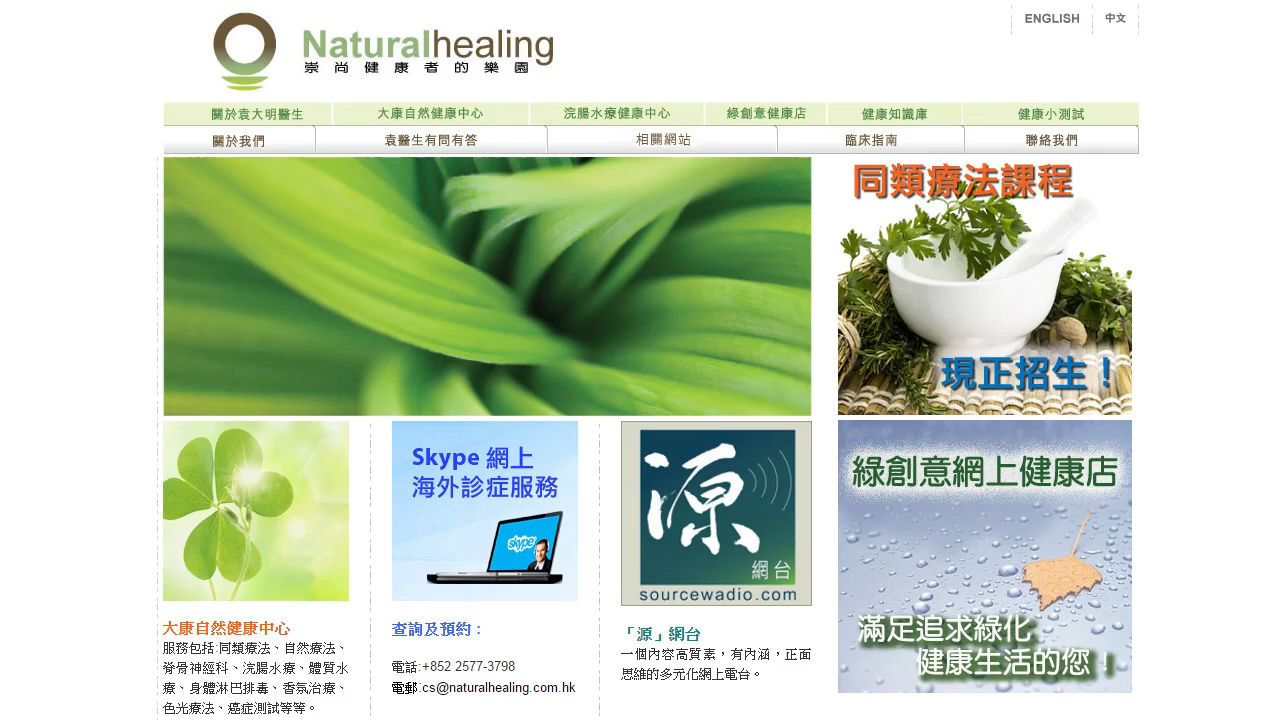 ENGLISH
中文
Naturalhealing
崇尚健康者的樂園
關於袁大明醫生
大康自然健康中心
浣腸水療健康中心
綠創意健康店
健康知識庫
健康小測試
關於我們
袁醫生有問有答
相關網站
臨床指南
聯絡我們
同類療法課程
現正招生！
Skype 網上
海外診症服務
skype
源
網台
sourcewadio.com
綠創意網上健康店
滿足追求綠化
健康生活的您！
大康自然健康中心
服務包括:同類療法、自然療法、
脊骨神經科、浣腸水療、體質水
療、身體淋巴排毒、香氛治療、
色光療法、癌症測試等等。
查詢及預約：
電話:+852 2577-3798
電郵:cs@naturalhealing.com.hk
「源」網台
一個內容高質素，有內涵，正面
思維的多元化網上電台。